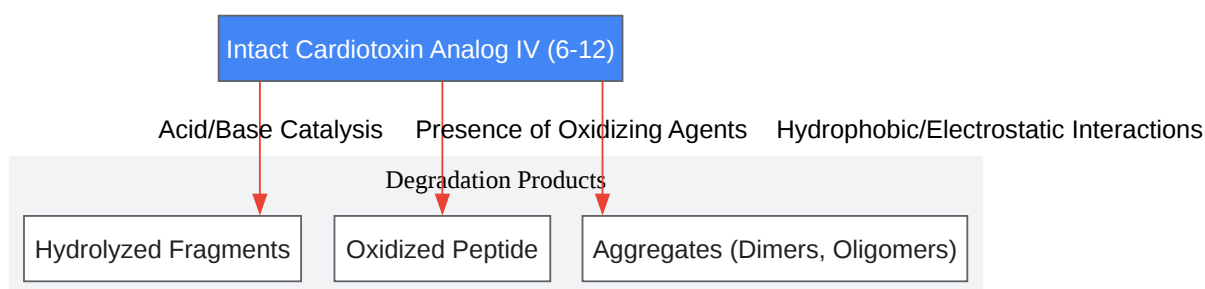 Intact Cardiotoxin Analog IV (6-12)
Acid/Base Catalysis
Presence of Oxidizing Agents
Hydrophobic/Electrostatic Interactions
Degradation Products
Hydrolyzed Fragments
Oxidized Peptide
Aggregates (Dimers, Oligomers)